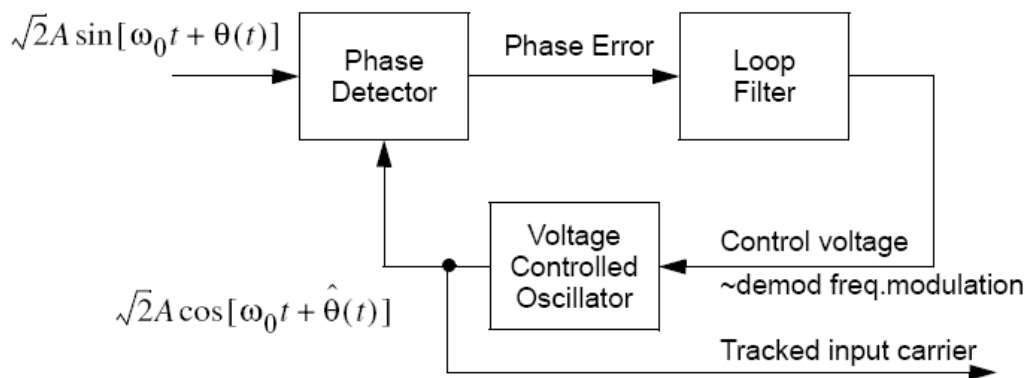 √2A sin[ω₀t + θ(t)]
Phase Error
Phase
Detector
Loop
Filter
Voltage
Controlled
Oscillator
Control voltage
~demod freq.modulation
√2A cos[ω₀t + θ̂(t)]
Tracked input carrier